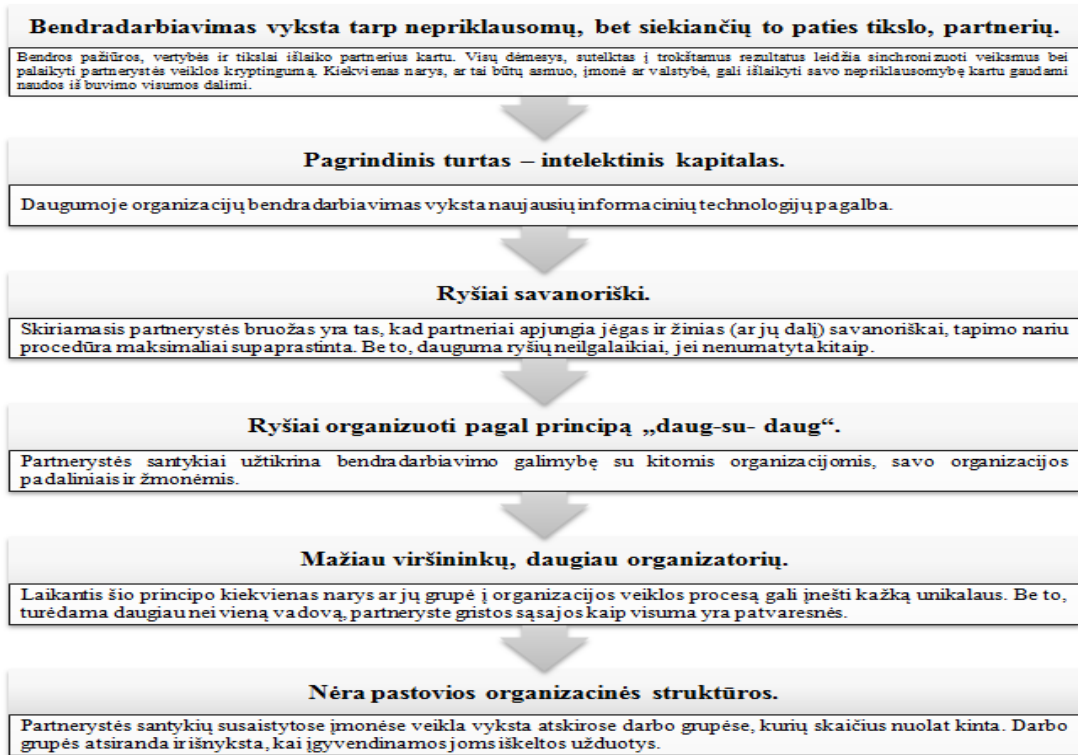 Bendradarbiavimas vyksta tarp nepriklausomų, bet siekiančių to paties tikslo, partnerių.
Bendros pažiūros, vertybės ir tikslai išlaiko partnerius kartu. Visų dėmesys, sutelktas į trokštamus rezultatus leidžia sinchronizuoti veiksmus bei
palaikyti partnerystės veiklos kryptingumą. Kiekvienas narys, ar tai būtų asmuo, įmonė ar valstybė, gali išlaikyti savo nepriklausomybę kartu gaudami
naudos iš buvimo visumos dalimi.
Pagrindinis turtas – intelektinis kapitalas.
Daugumoje organizacijų bendradarbiavimas vyksta naujausių informacinių technologijų pagalba.
Ryšiai savanoriški.
Skiriamasis partnerystės bruožas yra tas, kad partneriai apjungia jėgas ir žinias (ar jų dalį) savanoriškai, tapimo nariu
procedūra maksimaliai supaprastinta. Be to, dauguma ryšių neilgalaikiai, jei nenumatyta kitaip.
Ryšiai organizuoti pagal principą „daug-su- daug“.
Partnerystės santykiai užtikrina bendradarbiavimo galimybę su kitomis organizacijomis, savo organizacijos
padaliniais ir žmonėmis.
Mažiau viršininkų, daugiau organizatorių.
Laikantis šio principo kiekvienas narys ar jų grupė į organizacijos veiklos procesą gali įnešti kažką unikalaus. Be to,
turėdama daugiau nei vieną vadovą, partneryste gristos sąsajos kaip visuma yra patvaresnės.
Nėra pastovios organizacinės struktūros.
Partnerystės santykių susaistytose įmonėse veikla vyksta atskirose darbo grupėse, kurių skaičius nuolat kinta. Darbo
grupės atsiranda ir išnyksta, kai įgyvendinamos joms iškeltos užduotys.